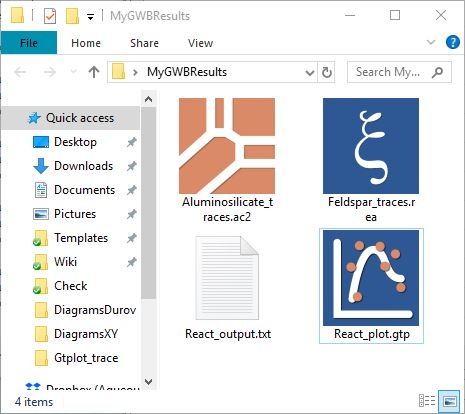 MyGWBResults
File
Home
Share
View
MyGWBResults
Search My...
Quick access
Desktop
Downloads
Documents
Pictures
Templates
Wiki
Check
DiagramsDurov
DiagramsXY
Gtplot_trace
Aluminosilicate_t
races.ac2
Feldspar_traces.r
ea
React_output.txt
React_plot.gtp
4 items